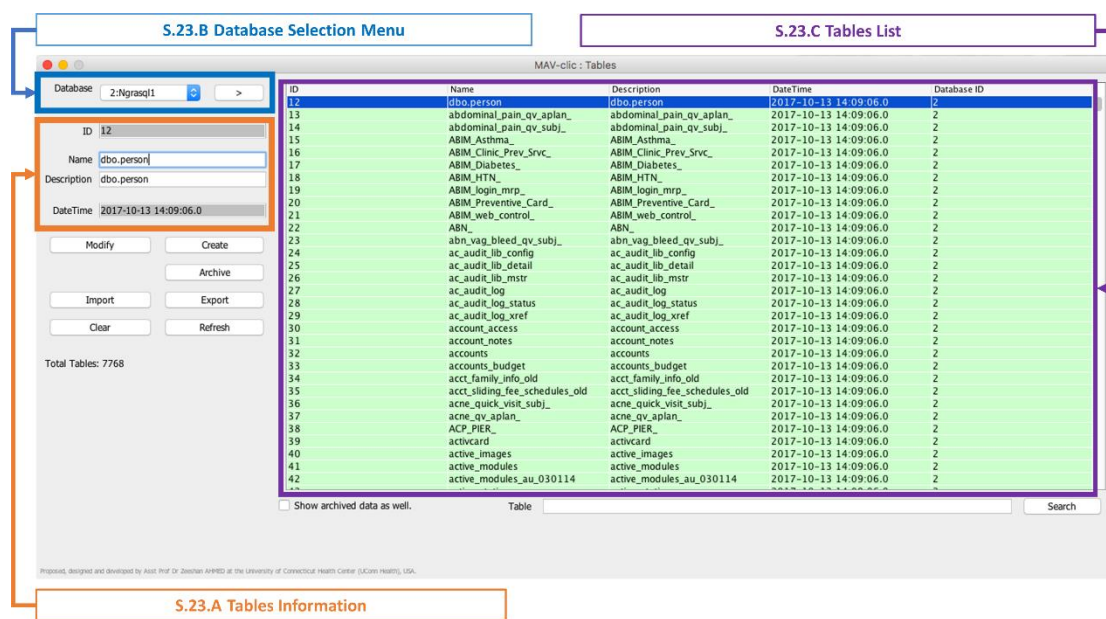 S.23.B Database Selection Menu
S.23.C Tables List
MAV-clic : Tables
Database 2:Ngrasql1 >
ID 12
Name dbo.person
Description dbo.person
DateTime 2017-10-13 14:09:06.0
Modify Create
Archive
Import Export
Clear Refresh
Total Tables: 7768
ID Name Description DateTime Database ID
12 dbo.person dbo.person 2017-10-13 14:09:06.0 2
13 abdominal_pain_qv_aplan_ abdominal_pain_qv_aplan_ 2017-10-13 14:09:06.0 2
14 abdominal_pain_qv_subj_ abdominal_pain_qv_subj_ 2017-10-13 14:09:06.0 2
15 ABIM_Asthma_ ABIM_Asthma_ 2017-10-13 14:09:06.0 2
16 ABIM_Clinic_Prev_Srvc_ ABIM_Clinic_Prev_Srvc_ 2017-10-13 14:09:06.0 2
17 ABIM_Diabetes_ ABIM_Diabetes_ 2017-10-13 14:09:06.0 2
18 ABIM_HTN_ ABIM_HTN_ 2017-10-13 14:09:06.0 2
19 ABIM_login_mrp_ ABIM_login_mrp_ 2017-10-13 14:09:06.0 2
20 ABIM_Preventive_Card_ ABIM_Preventive_Card_ 2017-10-13 14:09:06.0 2
21 ABIM_web_control_ ABIM_web_control_ 2017-10-13 14:09:06.0 2
22 ABN_ ABN_ 2017-10-13 14:09:06.0 2
23 abn_vag_bleed_qv_subj_ abn_vag_bleed_qv_subj_ 2017-10-13 14:09:06.0 2
24 ac_audit_lib_config ac_audit_lib_config 2017-10-13 14:09:06.0 2
25 ac_audit_lib_detail ac_audit_lib_detail 2017-10-13 14:09:06.0 2
26 ac_audit_lib_mstr ac_audit_lib_mstr 2017-10-13 14:09:06.0 2
27 ac_audit_log ac_audit_log 2017-10-13 14:09:06.0 2
28 ac_audit_log_status ac_audit_log_status 2017-10-13 14:09:06.0 2
29 ac_audit_log_xref ac_audit_log_xref 2017-10-13 14:09:06.0 2
30 account_access account_access 2017-10-13 14:09:06.0 2
31 account_notes account_notes 2017-10-13 14:09:06.0 2
32 accounts accounts 2017-10-13 14:09:06.0 2
33 accounts_budget accounts_budget 2017-10-13 14:09:06.0 2
34 acct_family_info_old acct_family_info_old 2017-10-13 14:09:06.0 2
35 acct_sliding_fee_schedules_old acct_sliding_fee_schedules_old 2017-10-13 14:09:06.0 2
36 acne_quick_visit_subj_ acne_quick_visit_subj_ 2017-10-13 14:09:06.0 2
37 acne_qv_aplan_ acne_qv_aplan_ 2017-10-13 14:09:06.0 2
38 ACP_PIER_ ACP_PIER_ 2017-10-13 14:09:06.0 2
39 activcard activcard 2017-10-13 14:09:06.0 2
40 active_images active_images 2017-10-13 14:09:06.0 2
41 active_modules active_modules 2017-10-13 14:09:06.0 2
42 active_modules_au_030114 active_modules_au_030114 2017-10-13 14:09:06.0 2
Show archived data as well. Table Search
Proposed, designed and developed by Asst Prof Dr Zeeshan AHMED at the University of Connecticut Health Center (UConn Health), USA.
S.23.A Tables Information